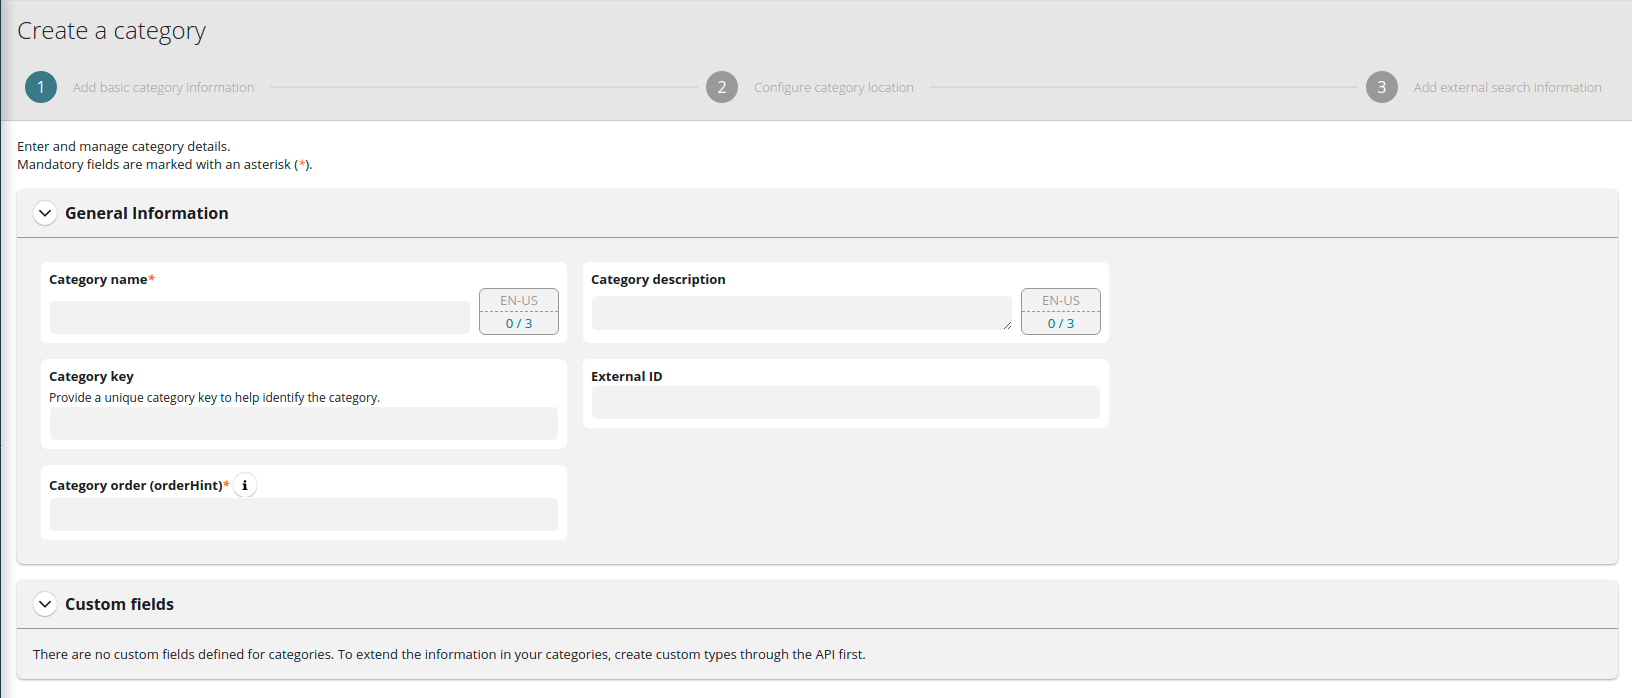 Create a category
1 Add basic category information 2 Configure category location 3 Add external search information
Enter and manage category details.
Mandatory fields are marked with an asterisk (*).
General Information
Category name*
EN-US
0 / 3
Category description
EN-US
0 / 3
Category key
Provide a unique category key to help identify the category.
External ID
Category order (orderHint)* i
Custom fields
There are no custom fields defined for categories. To extend the information in your categories, create custom types through the API first.